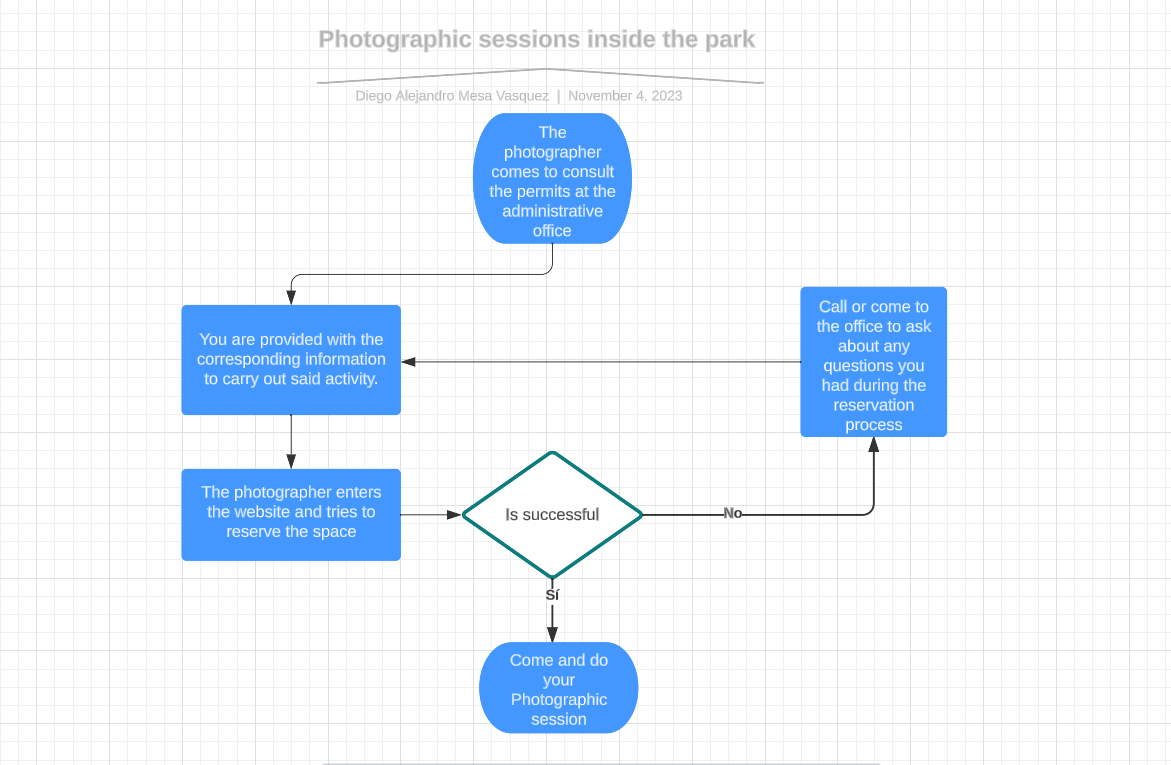 Photographic sessions inside the park
Diego Alejandro Mesa Vasquez | November 4, 2023
The
photographer
comes to consult
the permits at the
administrative
office
You are provided with the
corresponding information
to carry out said activity.
Call or come to
the office to ask
about any
questions you
had during the
reservation
process
The photographer enters
the website and tries to
reserve the space
Is successful
No
Sí
Come and do
your
Photographic
session